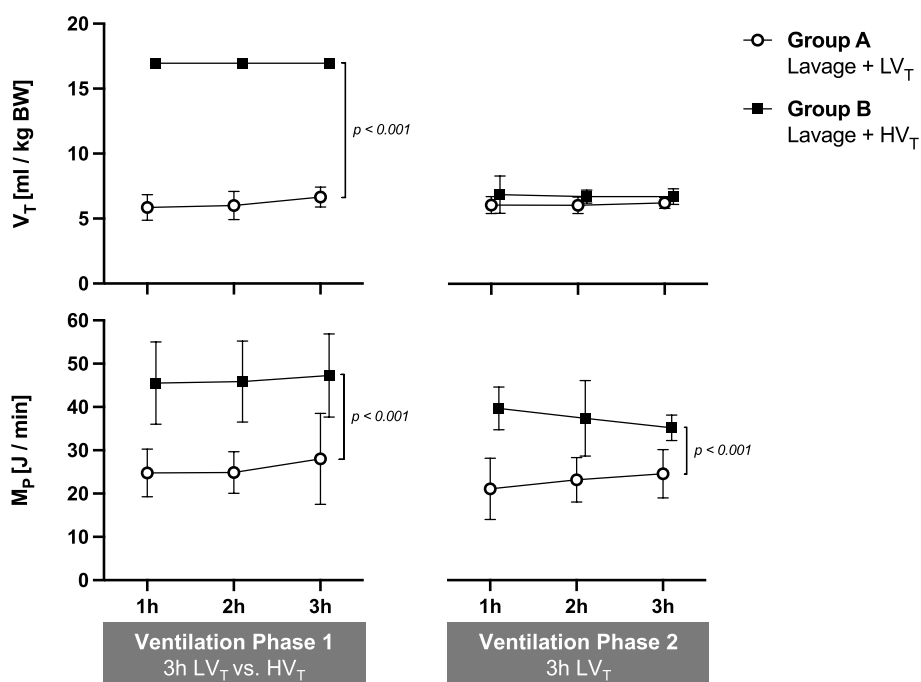 20
15
10
5
0
V_T [ml / kg BW]
p < 0.001
Group A
Lavage + LV_T
Group B
Lavage + HV_T
60
50
40
30
20
10
0
M_P [J / min]
p < 0.001
p < 0.001
1h 2h 3h
1h 2h 3h
Ventilation Phase 1
3h LV_T vs. HV_T
Ventilation Phase 2
3h LV_T